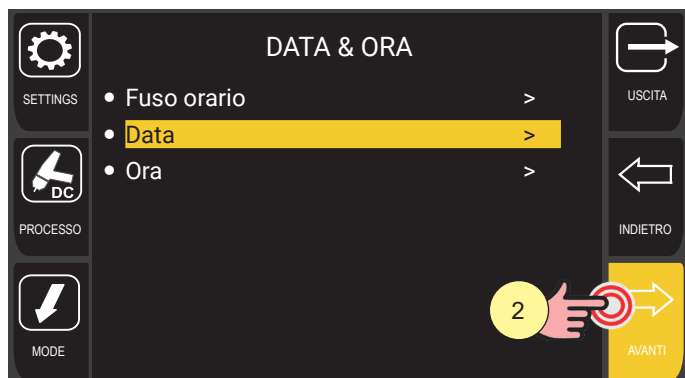 DATA & ORA
SETTINGS
• Fuso orario >
USCITA
• Data >
• Ora >
DC
PROCESSO
INDIETRO
2
MODE
AVANTI